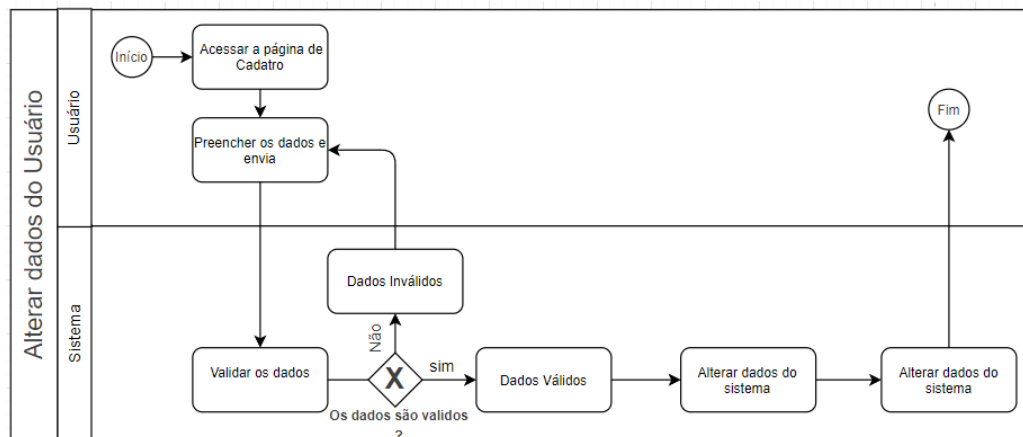 Alterar dados do Usuário
Usuário
Início
Acessar a página de
Cadatro
Preencher os dados e
envia
Fim
Sistema
Dados Inválidos
Não
Validar os dados
X
sim
Os dados são validos
?
Dados Válidos
Alterar dados do
sistema
Alterar dados do
sistema